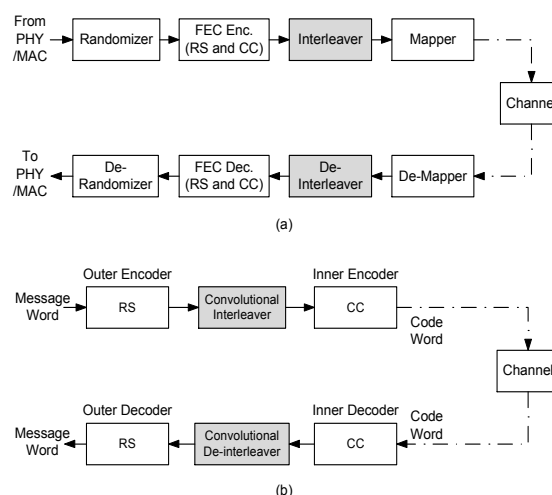 From
PHY
/MAC
Randomizer
FEC Enc.
(RS and CC)
Interleaver
Mapper
Channel
To
PHY
/MAC
De-
Randomizer
FEC Dec.
(RS and CC)
De-
Interleaver
De-Mapper
(a)
Outer Encoder
Inner Encoder
Message
Word
RS
Convolutional
Interleaver
CC
Code
Word
Channel
Outer Decoder
Inner Decoder
Message
Word
RS
Convolutional
De-interleaver
CC
Code
Word
(b)